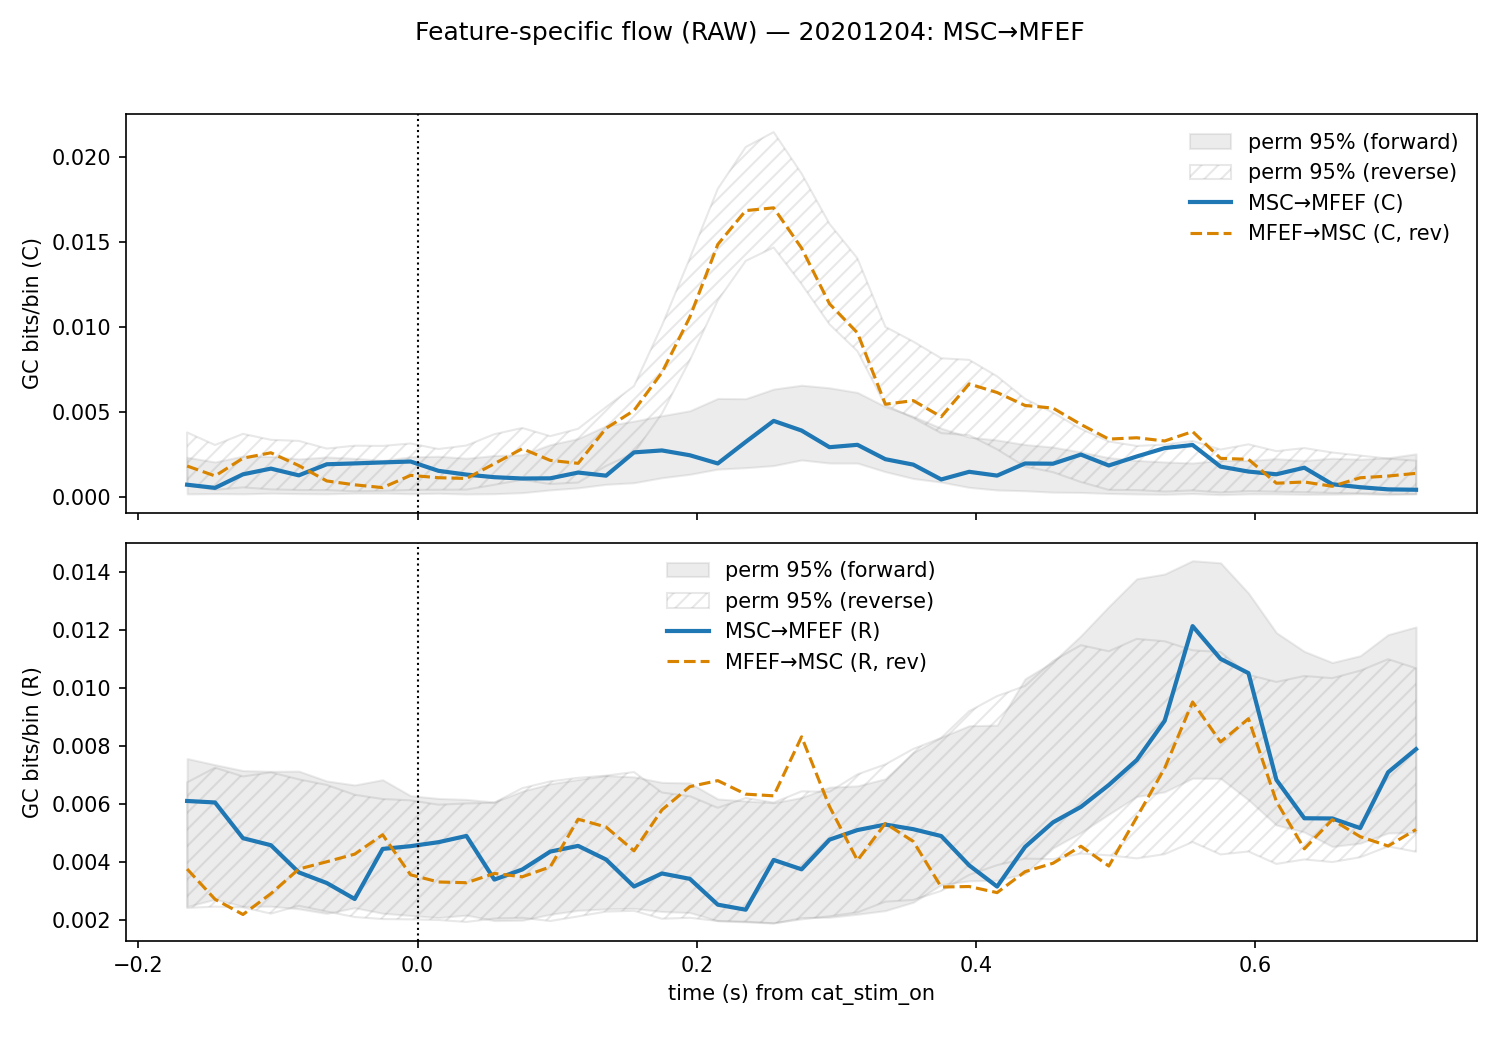 Feature-specific flow (RAW) — 20201204: MSC→MFEF
GC bits/bin (C)
0.020
0.015
0.010
0.005
0.000
perm 95% (forward)
perm 95% (reverse)
MSC→MFEF (C)
MFEF→MSC (C, rev)
GC bits/bin (R)
0.014
0.012
0.010
0.008
0.006
0.004
0.002
perm 95% (forward)
perm 95% (reverse)
MSC→MFEF (R)
MFEF→MSC (R, rev)
−0.2 0.0 0.2 0.4 0.6
time (s) from cat_stim_on